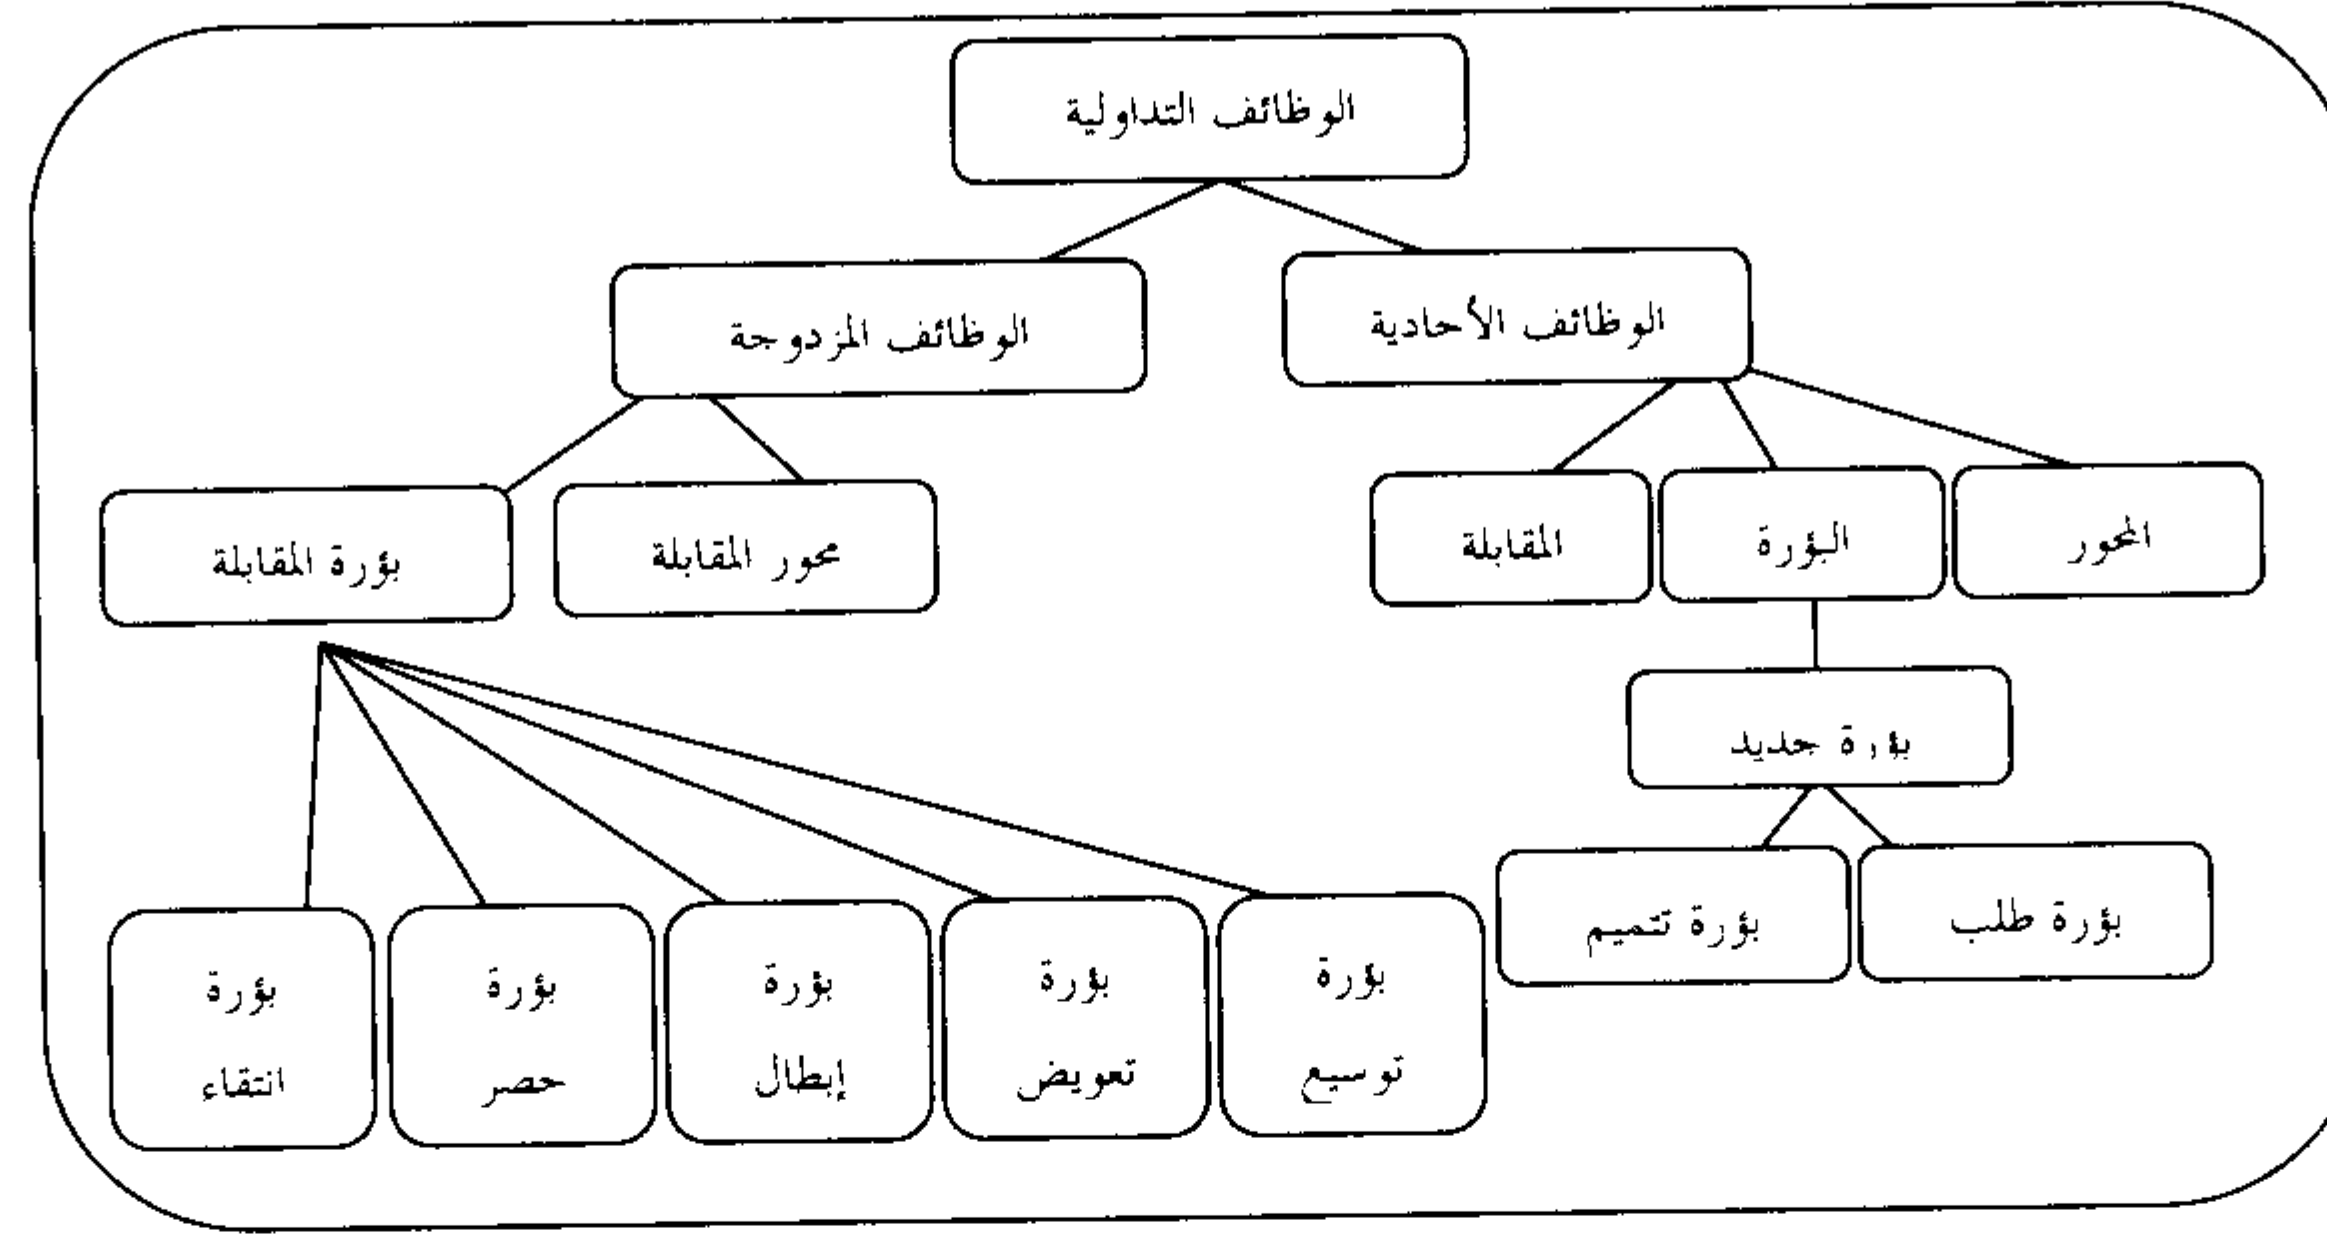 الوظائف التداولية
الوظائف الأحادية
الوظائف المزدوجة
المحور
البؤرة
المقابلة
محور المقابلة
بؤرة المقابلة
بؤرة جديد
بؤرة طلب
بؤرة تتميم
بؤرة
توسيع
بؤرة
تعويض
بؤرة
إبطال
بؤرة
حصر
بؤرة
انتقاء